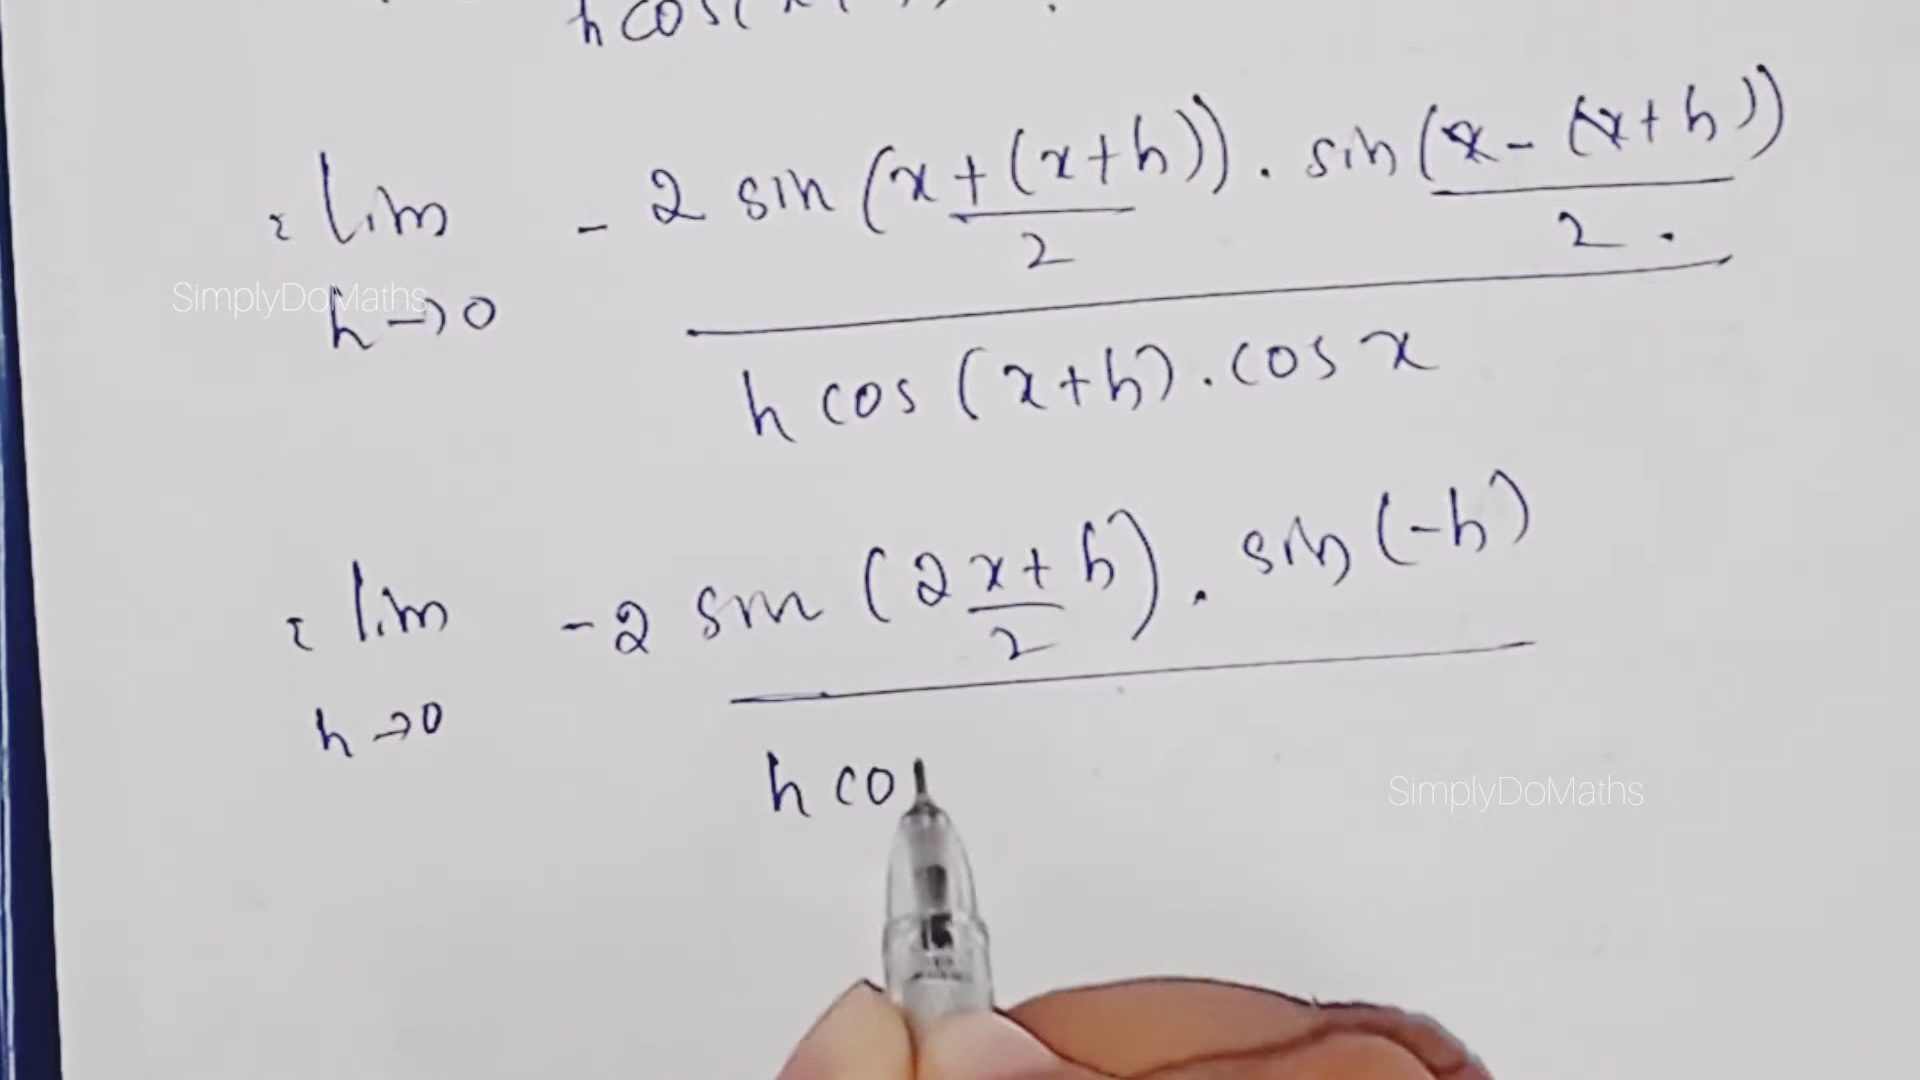 h cos(x
= lim -2 sin (x+(x+h))/2 . sin (x-(x+h))/2 .
h→0
h cos (x+h) . cos x
= lim -2 sin (2x+h)/2 . sin (-h)
h→0
h co
SimplyDoMaths
SimplyDoMaths